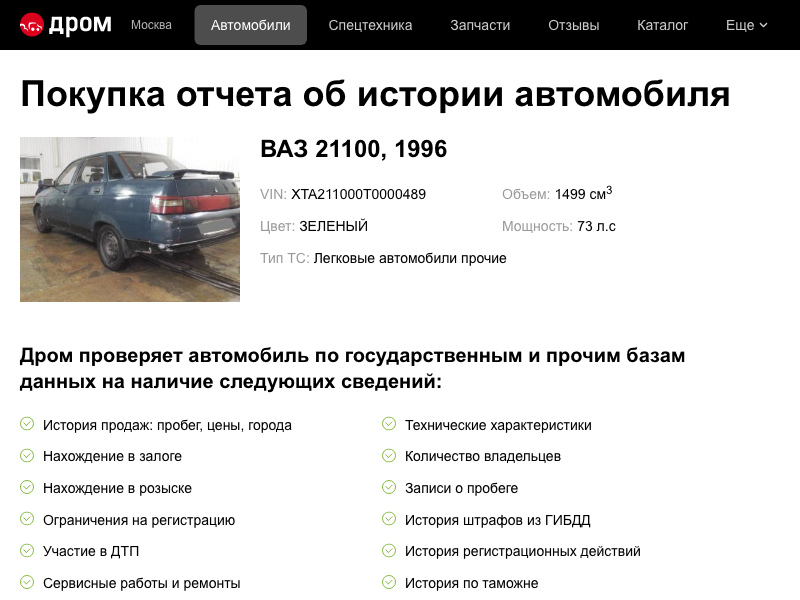 дром Москва Автомобили Спецтехника Запчасти Отзывы Каталог Еще
Покупка отчета об истории автомобиля
ВАЗ 21100, 1996
VIN: XTA211000T0000489 Объем: 1499 см3
Цвет: ЗЕЛЕНЫЙ Мощность: 73 л.с
Тип ТС: Легковые автомобили прочие
Дром проверяет автомобиль по государственным и прочим базам
данных на наличие следующих сведений:
История продаж: пробег, цены, города Технические характеристики
Нахождение в залоге Количество владельцев
Нахождение в розыске Записи о пробеге
Ограничения на регистрацию История штрафов из ГИБДД
Участие в ДТП История регистрационных действий
Сервисные работы и ремонты История по таможне